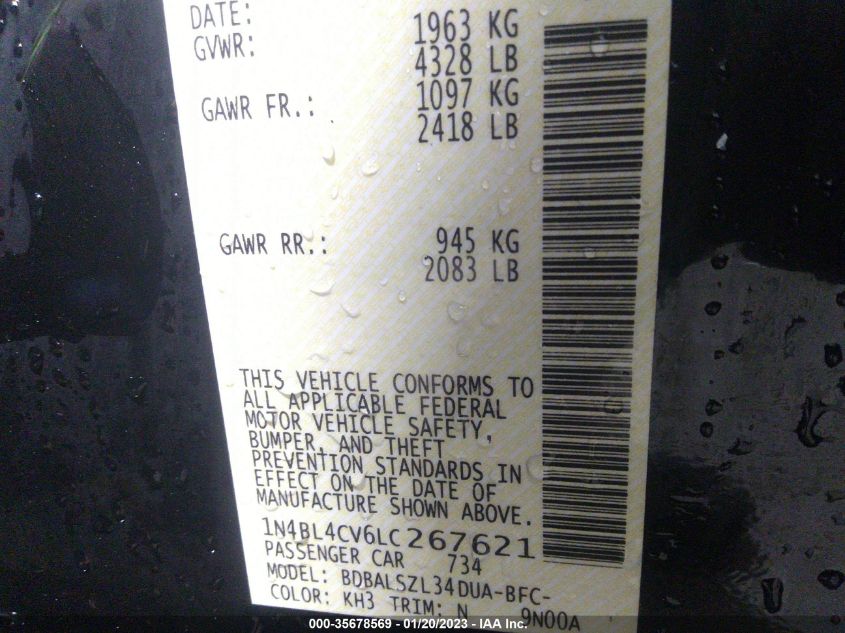 DATE:
GVWR: 1963 KG
4328 LB
GAWR FR.: 1097 KG
2418 LB
GAWR RR.: 945 KG
2083 LB
THIS VEHICLE CONFORMS TO
ALL APPLICABLE FEDERAL
MOTOR VEHICLE SAFETY,
BUMPER, AND THEFT
PREVENTION STANDARDS IN
EFFECT ON THE DATE OF
MANUFACTURE SHOWN ABOVE.
1N4BL4CV6LC267621
PASSENGER CAR 734
MODEL: BDBALSZL34DUA-BFC-
COLOR: KH3 TRIM: N 9N00A
000-35678569 - 01/20/2023 - IAA Inc.